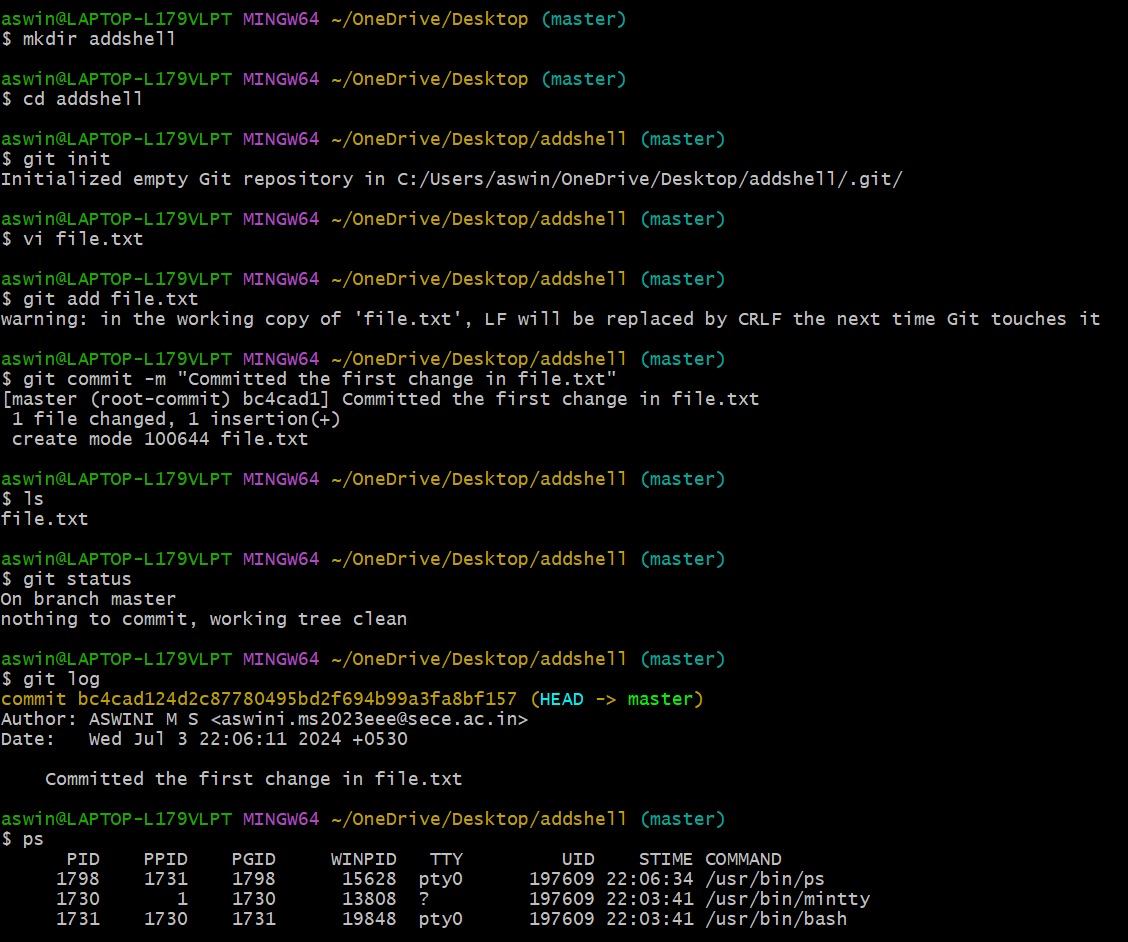 aswin@LAPTOP-L179VLPT MINGW64 ~/OneDrive/Desktop (master)
$ mkdir addshell

aswin@LAPTOP-L179VLPT MINGW64 ~/OneDrive/Desktop (master)
$ cd addshell

aswin@LAPTOP-L179VLPT MINGW64 ~/OneDrive/Desktop/addshell (master)
$ git init
Initialized empty Git repository in C:/Users/aswin/OneDrive/Desktop/addshell/.git/

aswin@LAPTOP-L179VLPT MINGW64 ~/OneDrive/Desktop/addshell (master)
$ vi file.txt

aswin@LAPTOP-L179VLPT MINGW64 ~/OneDrive/Desktop/addshell (master)
$ git add file.txt
warning: in the working copy of 'file.txt', LF will be replaced by CRLF the next time Git touches it

aswin@LAPTOP-L179VLPT MINGW64 ~/OneDrive/Desktop/addshell (master)
$ git commit -m "Committed the first change in file.txt"
[master (root-commit) bc4cad1] Committed the first change in file.txt
 1 file changed, 1 insertion(+)
 create mode 100644 file.txt

aswin@LAPTOP-L179VLPT MINGW64 ~/OneDrive/Desktop/addshell (master)
$ ls
file.txt

aswin@LAPTOP-L179VLPT MINGW64 ~/OneDrive/Desktop/addshell (master)
$ git status
On branch master
nothing to commit, working tree clean

aswin@LAPTOP-L179VLPT MINGW64 ~/OneDrive/Desktop/addshell (master)
$ git log
commit bc4cad124d2c87780495bd2f694b99a3fa8bf157 (HEAD -> master)
Author: ASWINI M S <aswini.ms2023eee@sece.ac.in>
Date:   Wed Jul 3 22:06:11 2024 +0530

    Committed the first change in file.txt

aswin@LAPTOP-L179VLPT MINGW64 ~/OneDrive/Desktop/addshell (master)
$ ps
      PID    PPID    PGID     WINPID   TTY         UID    STIME COMMAND
     1798    1731    1798      15628  pty0      197609 22:06:34 /usr/bin/ps
     1730       1    1730      13808  ?         197609 22:03:41 /usr/bin/mintty
     1731    1730    1731      19848  pty0      197609 22:03:41 /usr/bin/bash